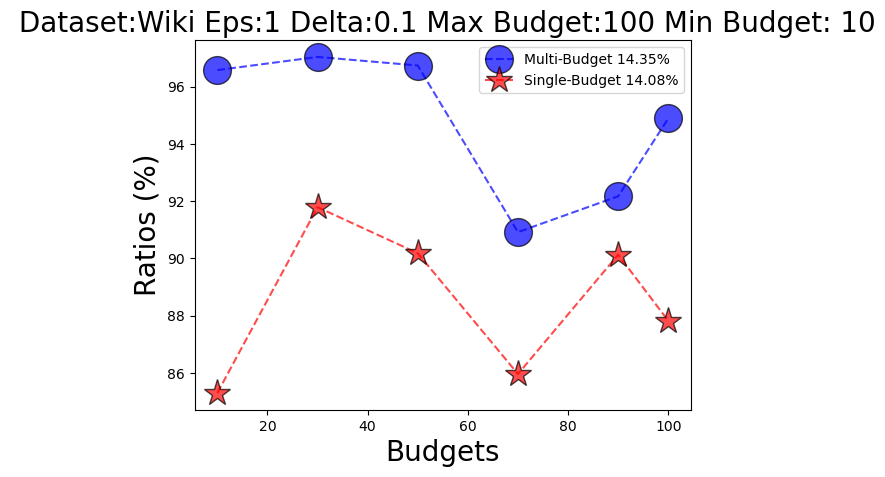 Dataset:Wiki Eps:1 Delta:0.1 Max Budget:100 Min Budget: 10
Multi-Budget 14.35%
Single-Budget 14.08%
Ratios (%)
96
94
92
90
88
86
20 40 60 80 100
Budgets